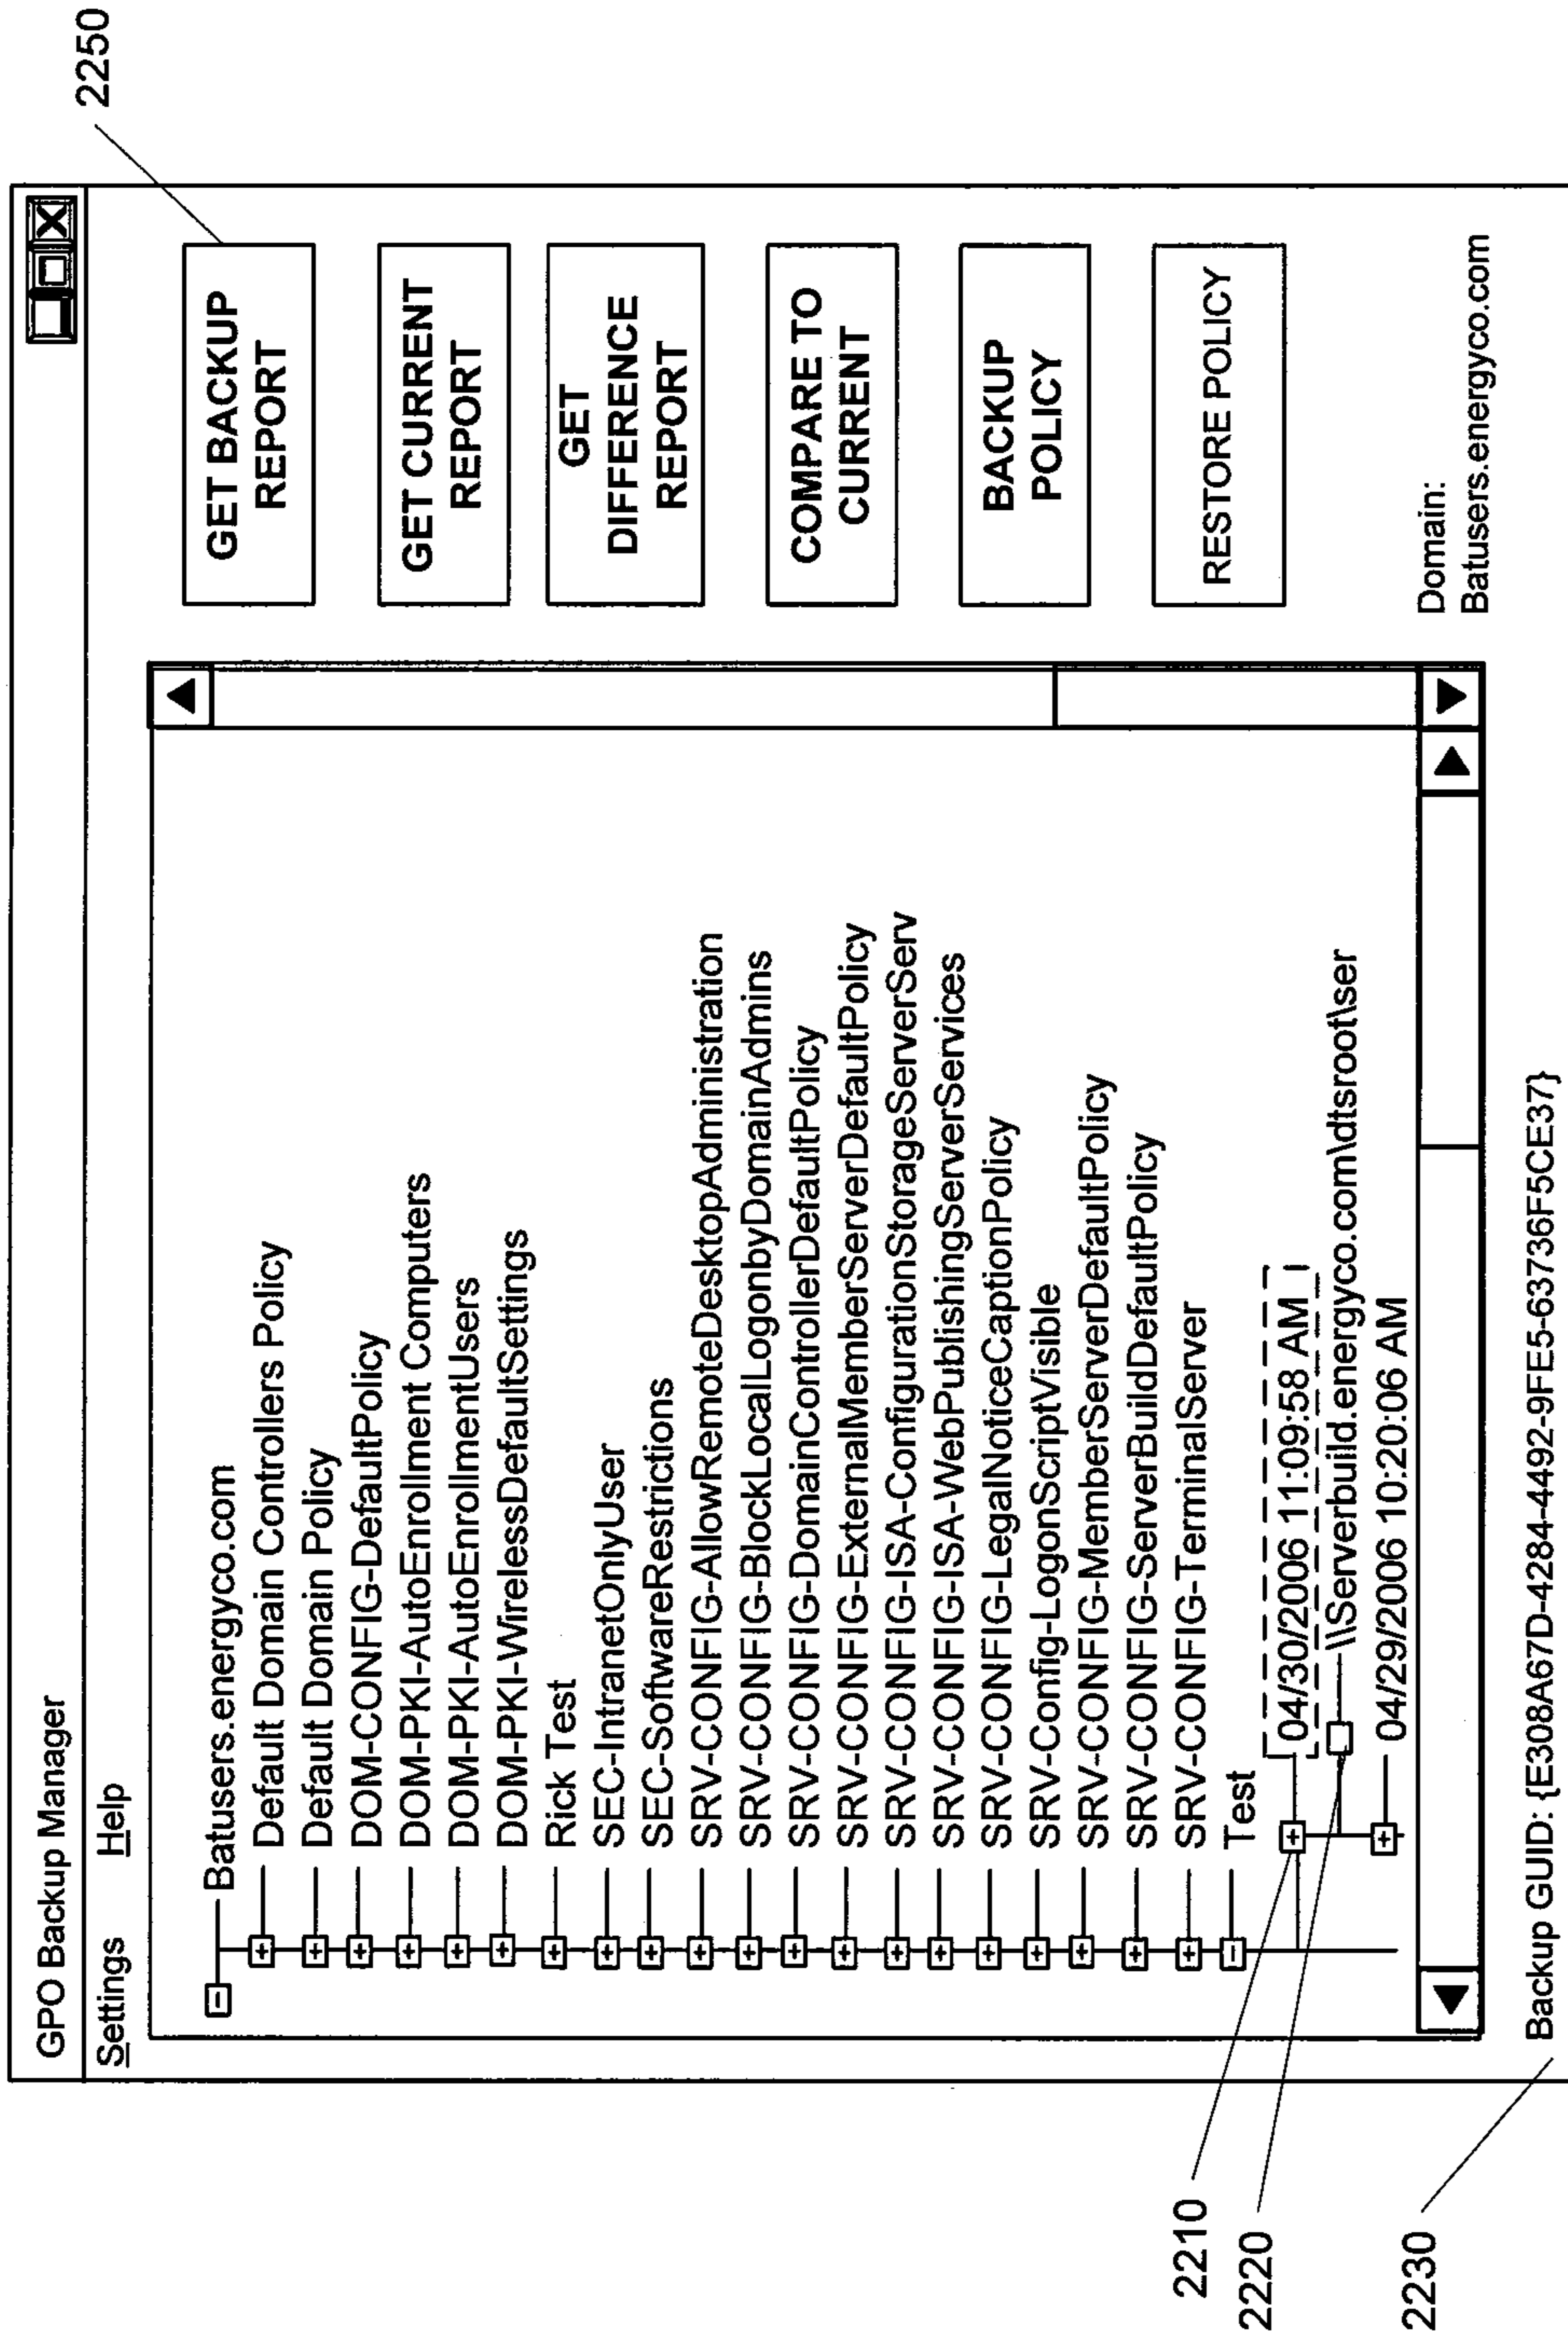 GPO Backup Manager
Settings Help
Batusers.energyco.com
Default Domain Controllers Policy
Default Domain Policy
DOM-CONFIG-DefaultPolicy
DOM-PKI-AutoEnrollment Computers
DOM-PKI-AutoEnrollmentUsers
DOM-PKI-WirelessDefaultSettings
Rick Test
SEC-IntranetOnlyUser
SEC-SoftwareRestrictions
SRV-CONFIG-AllowRemoteDesktopAdministration
SRV-CONFIG-BlockLocalLogonbyDomainAdmins
SRV-CONFIG-DomainControllerDefaultPolicy
SRV-CONFIG-ExternalMemberServerDefaultPolicy
SRV-CONFIG-ISA-ConfigurationStorageServerServ
SRV-CONFIG-ISA-WebPublishingServerServices
SRV-CONFIG-LegalNoticeCaptionPolicy
SRV-Config-LogonScriptVisible
SRV-CONFIG-MemberServerDefaultPolicy
SRV-CONFIG-ServerBuildDefaultPolicy
SRV-CONFIG-TerminalServer
Test
04/30/2006 11:09:58 AM
\\Serverbuild.energyco.com\dtsroot\ser
04/29/2006 10:20:06 AM
GET BACKUP
REPORT
GET CURRENT
REPORT
GET
DIFFERENCE
REPORT
COMPARE TO
CURRENT
BACKUP
POLICY
RESTORE POLICY
Domain:
Batusers.energyco.com
Backup GUID: {E308A67D-4284-4492-9FE5-63736F5CE37}
2250
2210
2220
2230